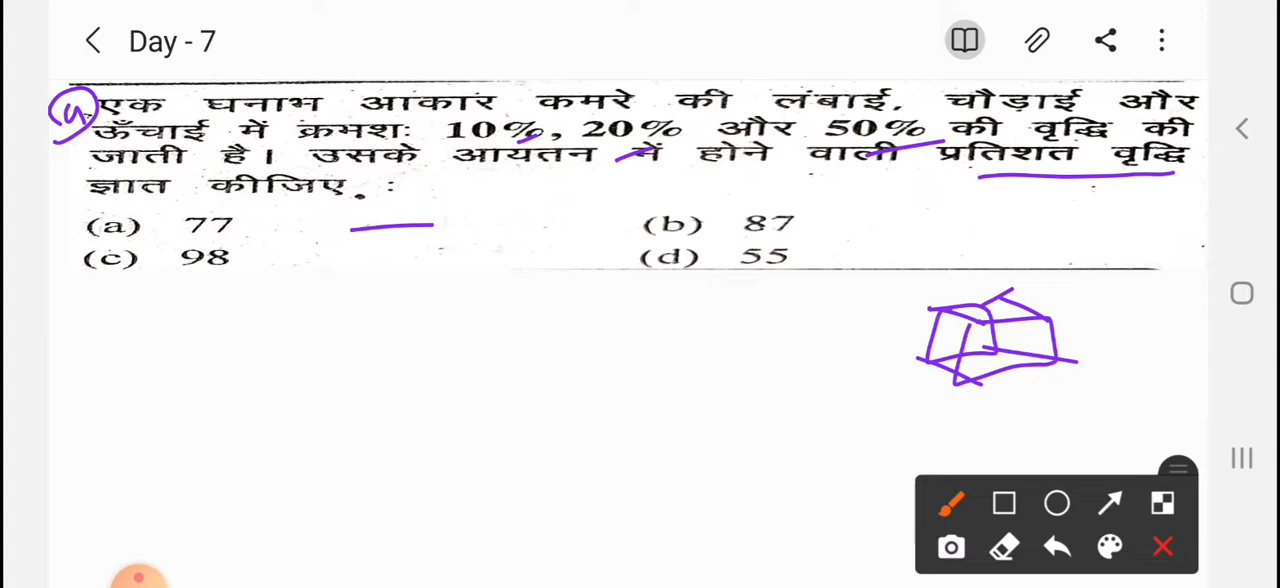 Day - 7
एक घनाभ आकार कमरे की लंबाई, चौड़ाई और
ऊँचाई में क्रमशः 10%, 20% और 50% की वृद्धि की
जाती है। उसके आयतन में होने वाली प्रतिशत वृद्धि
ज्ञात कीजिए :
(a) 77 (b) 87
(c) 98 (d) 55